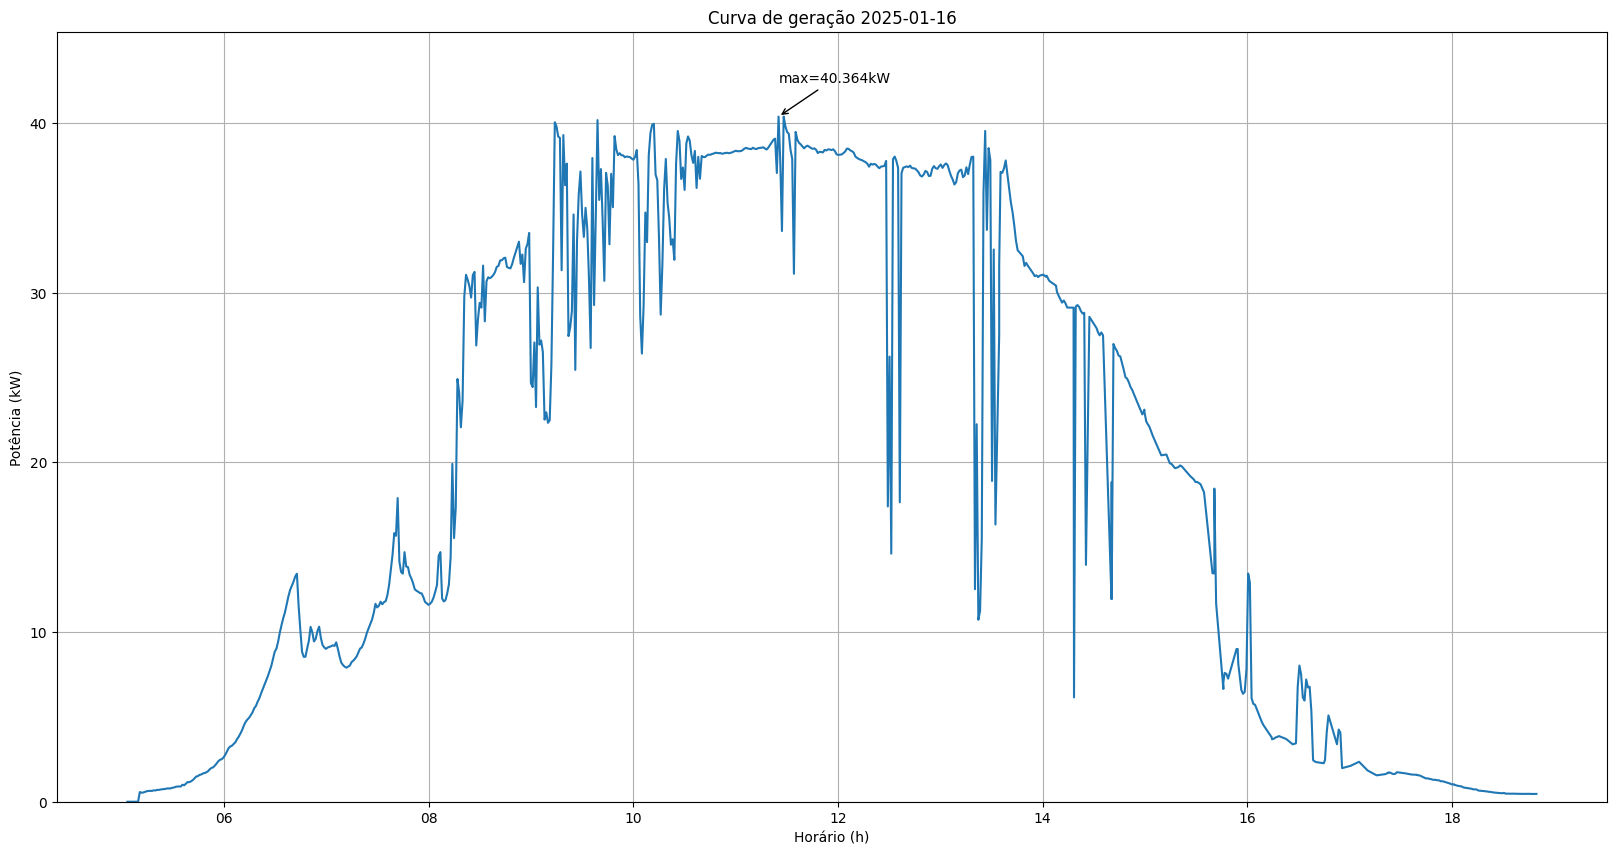 Curva de geração 2025-01-16
max=40.364kW
Potência (kW)
40
30
20
10
0
06 08 10 12 14 16 18
Horário (h)